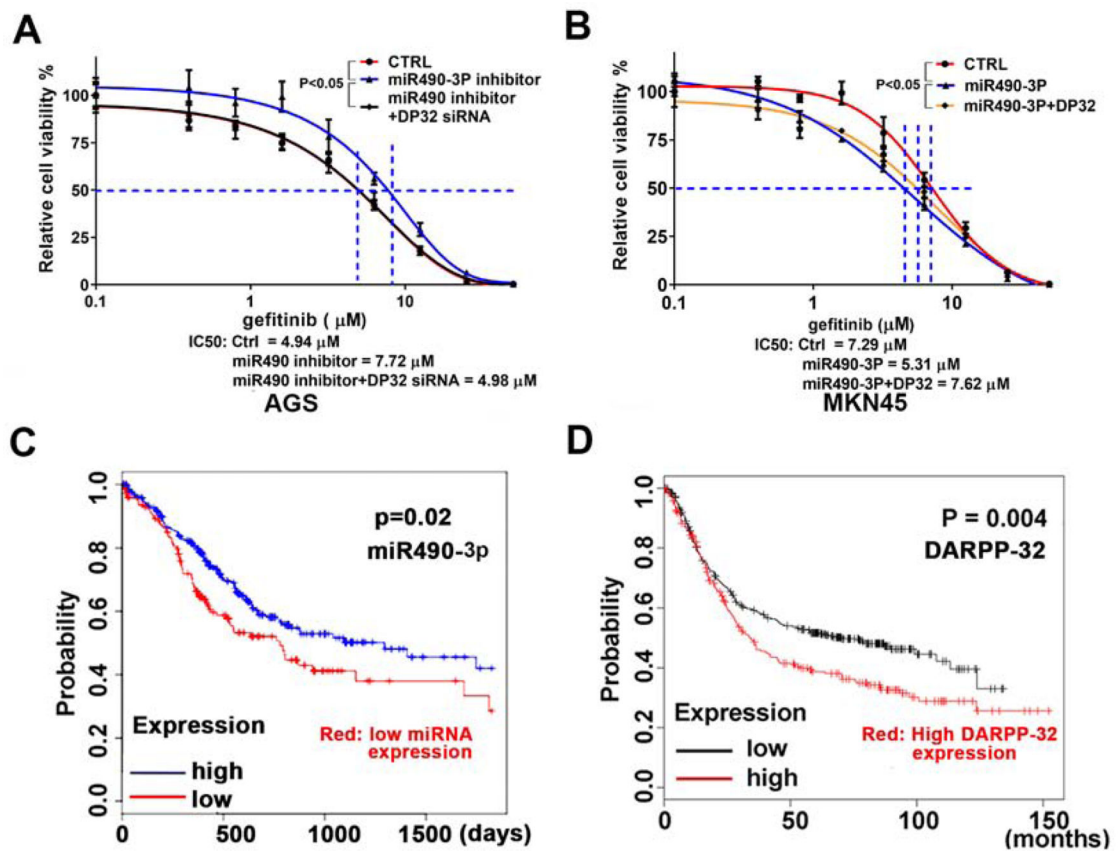 A
Relative cell viability %
100
75
50
25
0
0.1
1
10
gefitinib ( μM)
CTRL
miR490-3P inhibitor
miR490 inhibitor
+DP32 siRNA
P<0.05
IC50: Ctrl = 4.94 μM
miR490 inhibitor = 7.72 μM
miR490 inhibitor+DP32 siRNA = 4.98 μM
AGS
B
Relative cell viability %
100
75
50
25
0
0.1
1
10
gefitinib (μM)
CTRL
miR490-3P
miR490-3P+DP32
P<0.05
IC50: Ctrl = 7.29 μM
miR490-3P = 5.31 μM
miR490-3P+DP32 = 7.62 μM
MKN45
C
Probability
1.0
0.8
0.6
0.4
0.2
0.0
p=0.02
miR490-3p
Expression
high
low
Red: low miRNA
expression
0
500
1000
1500 (days)
D
Probability
1.0
0.8
0.6
0.4
0.2
0.0
P = 0.004
DARPP-32
Expression
low
high
Red: High DARPP-32
expression
0
50
100
150
(months)